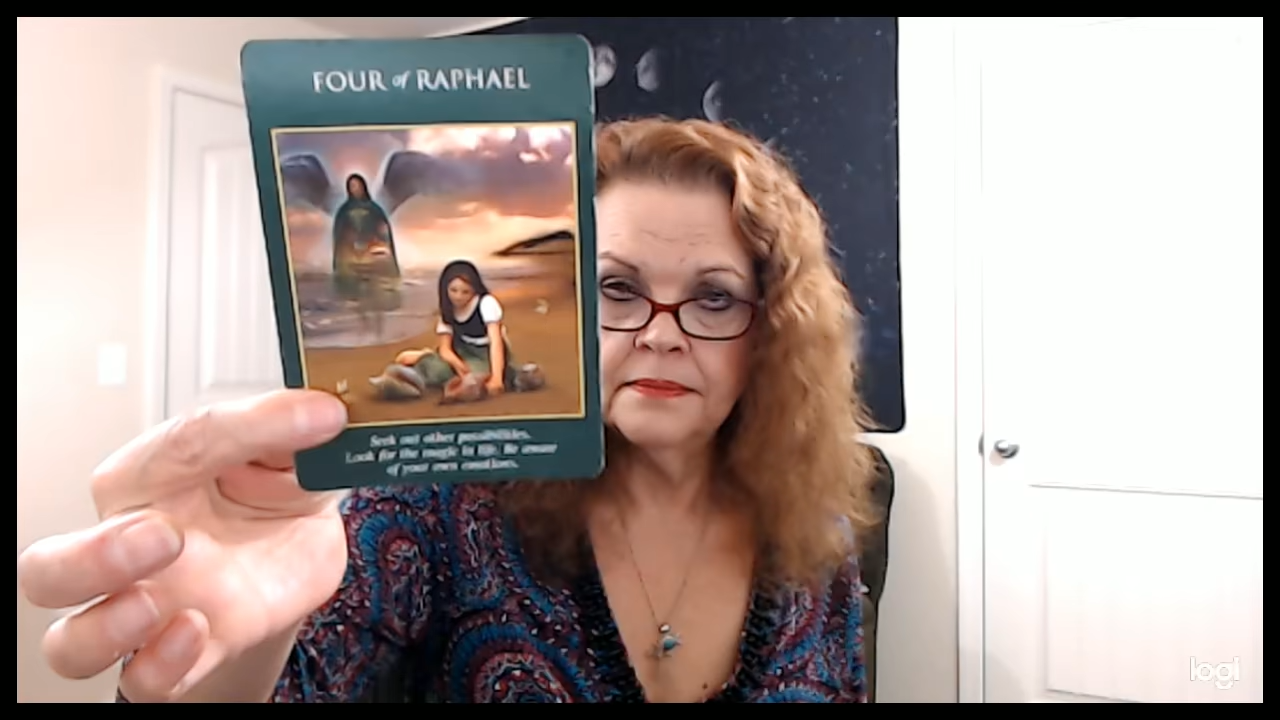 FOUR of RAPHAEL
Seek out other possibilities.
Look for the magic in life. Be aware
of your own emotions.
logi